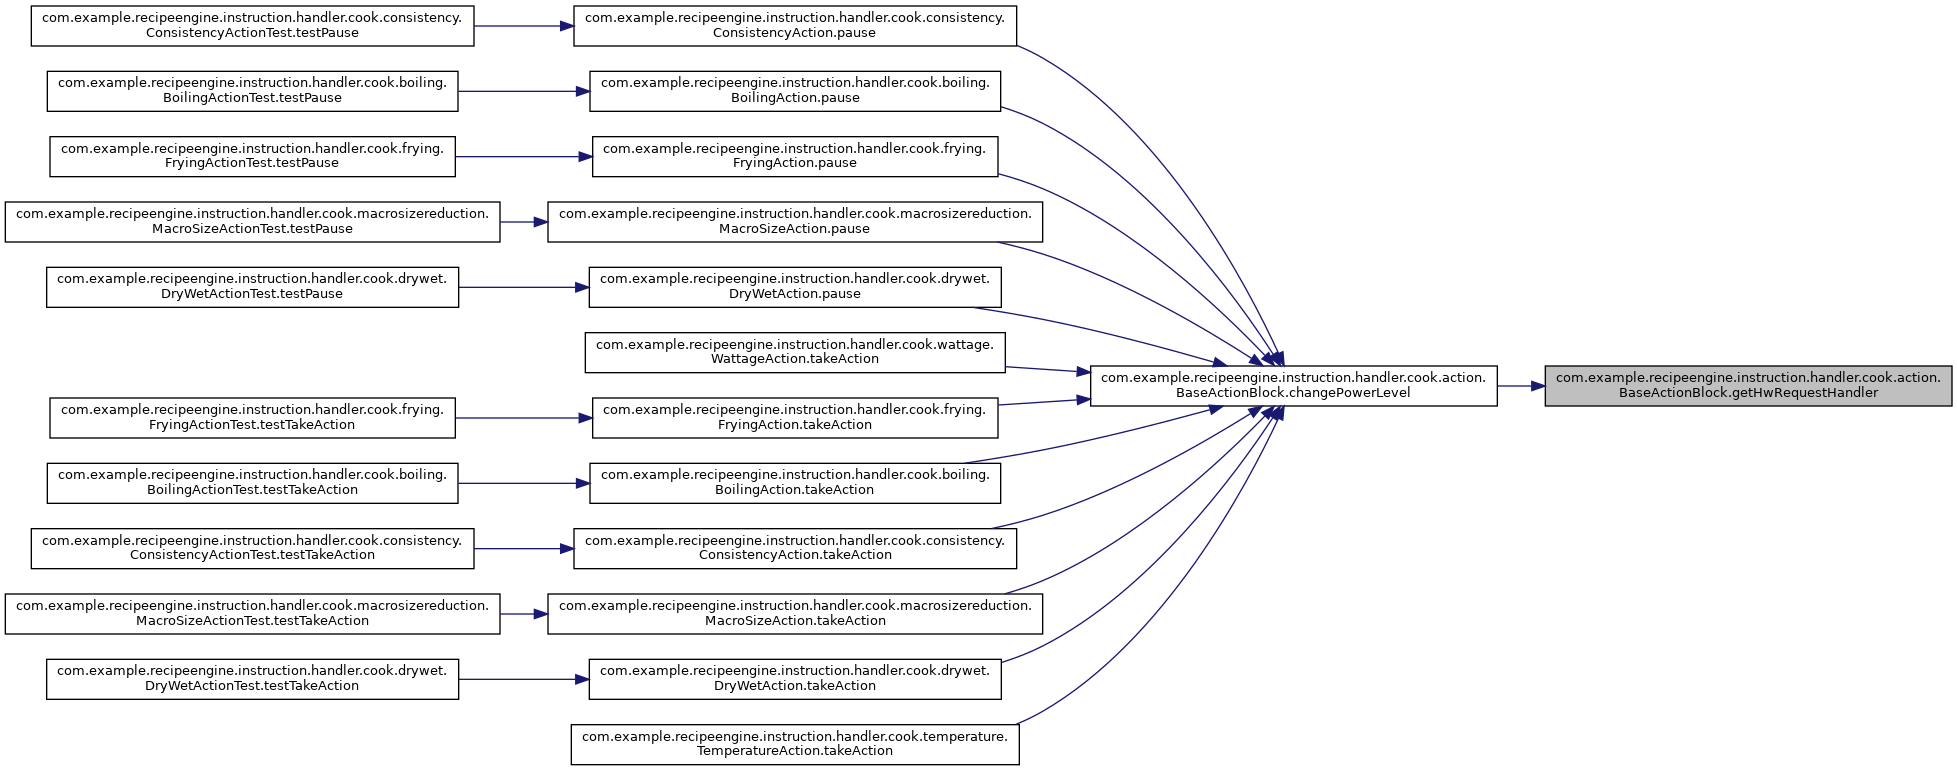 com.example.recipeengine.instruction.handler.cook.consistency.
ConsistencyActionTest.testPause
com.example.recipeengine.instruction.handler.cook.consistency.
ConsistencyAction.pause
com.example.recipeengine.instruction.handler.cook.boiling.
BoilingActionTest.testPause
com.example.recipeengine.instruction.handler.cook.boiling.
BoilingAction.pause
com.example.recipeengine.instruction.handler.cook.frying.
FryingActionTest.testPause
com.example.recipeengine.instruction.handler.cook.frying.
FryingAction.pause
com.example.recipeengine.instruction.handler.cook.macrosizereduction.
MacroSizeActionTest.testPause
com.example.recipeengine.instruction.handler.cook.macrosizereduction.
MacroSizeAction.pause
com.example.recipeengine.instruction.handler.cook.drywet.
DryWetActionTest.testPause
com.example.recipeengine.instruction.handler.cook.drywet.
DryWetAction.pause
com.example.recipeengine.instruction.handler.cook.wattage.
WattageAction.takeAction
com.example.recipeengine.instruction.handler.cook.action.
BaseActionBlock.changePowerLevel
com.example.recipeengine.instruction.handler.cook.action.
BaseActionBlock.getHwRequestHandler
com.example.recipeengine.instruction.handler.cook.frying.
FryingActionTest.testTakeAction
com.example.recipeengine.instruction.handler.cook.frying.
FryingAction.takeAction
com.example.recipeengine.instruction.handler.cook.boiling.
BoilingActionTest.testTakeAction
com.example.recipeengine.instruction.handler.cook.boiling.
BoilingAction.takeAction
com.example.recipeengine.instruction.handler.cook.consistency.
ConsistencyActionTest.testTakeAction
com.example.recipeengine.instruction.handler.cook.consistency.
ConsistencyAction.takeAction
com.example.recipeengine.instruction.handler.cook.macrosizereduction.
MacroSizeActionTest.testTakeAction
com.example.recipeengine.instruction.handler.cook.macrosizereduction.
MacroSizeAction.takeAction
com.example.recipeengine.instruction.handler.cook.drywet.
DryWetActionTest.testTakeAction
com.example.recipeengine.instruction.handler.cook.drywet.
DryWetAction.takeAction
com.example.recipeengine.instruction.handler.cook.temperature.
TemperatureAction.takeAction